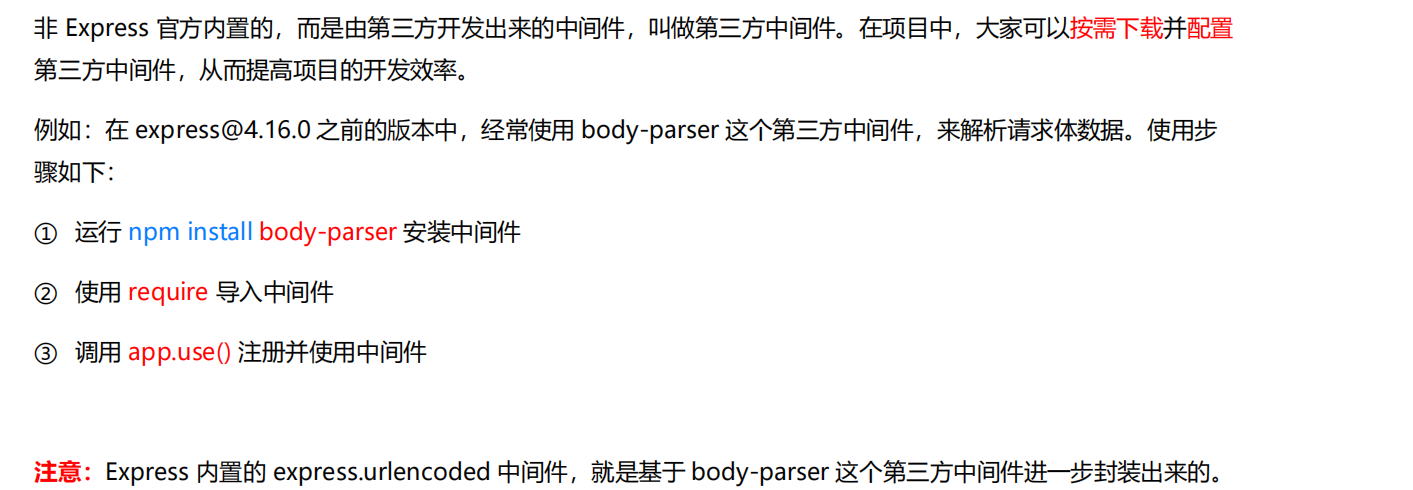 非 Express 官方内置的，而是由第三方开发出来的中间件，叫做第三方中间件。在项目中，大家可以按需下载并配置
第三方中间件，从而提高项目的开发效率。
例如：在 express@4.16.0 之前的版本中，经常使用 body-parser 这个第三方中间件，来解析请求体数据。使用步
骤如下：
① 运行 npm install body-parser 安装中间件
② 使用 require 导入中间件
③ 调用 app.use() 注册并使用中间件
注意：Express 内置的 express.urlencoded 中间件，就是基于 body-parser 这个第三方中间件进一步封装出来的。